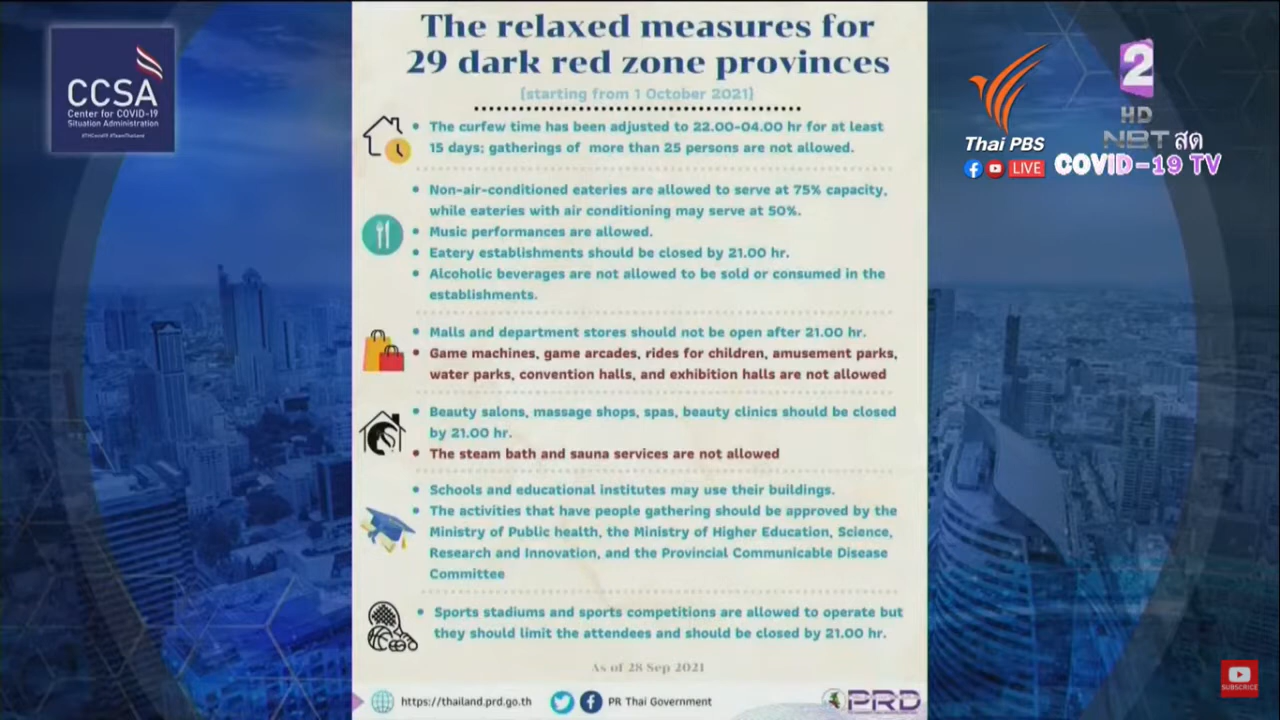 CCSA
Center for COVID-19
Situation Administration
The relaxed measures for
29 dark red zone provinces
(starting from 1 October 2021)
The curfew time has been adjusted to 22.00-04.00 hr for at least
15 days; gatherings of more than 25 persons are not allowed.
Non-air-conditioned eateries are allowed to serve at 75% capacity,
while eateries with air conditioning may serve at 50%.
Music performances are allowed.
Eatery establishments should be closed by 21.00 hr.
Alcoholic beverages are not allowed to be sold or consumed in the
establishments.
Malls and department stores should not be open after 21.00 hr.
Game machines, game arcades, rides for children, amusement parks,
water parks, convention halls, and exhibition halls are not allowed
Beauty salons, massage shops, spas, beauty clinics should be closed
by 21.00 hr.
The steam bath and sauna services are not allowed
Schools and educational institutes may use their buildings.
The activities that have people gathering should be approved by the
Ministry of Public health, the Ministry of Higher Education, Science,
Research and Innovation, and the Provincial Communicable Disease
Committee
Sports stadiums and sports competitions are allowed to operate but
they should limit the attendees and should be closed by 21.00 hr.
As of 28 Sep 2021
https://thailand.prd.go.th
PR Thai Government
PRD
Thai PBS
LIVE
2
HD
NBT สด
COVID-19 TV
SUBSCRIBE